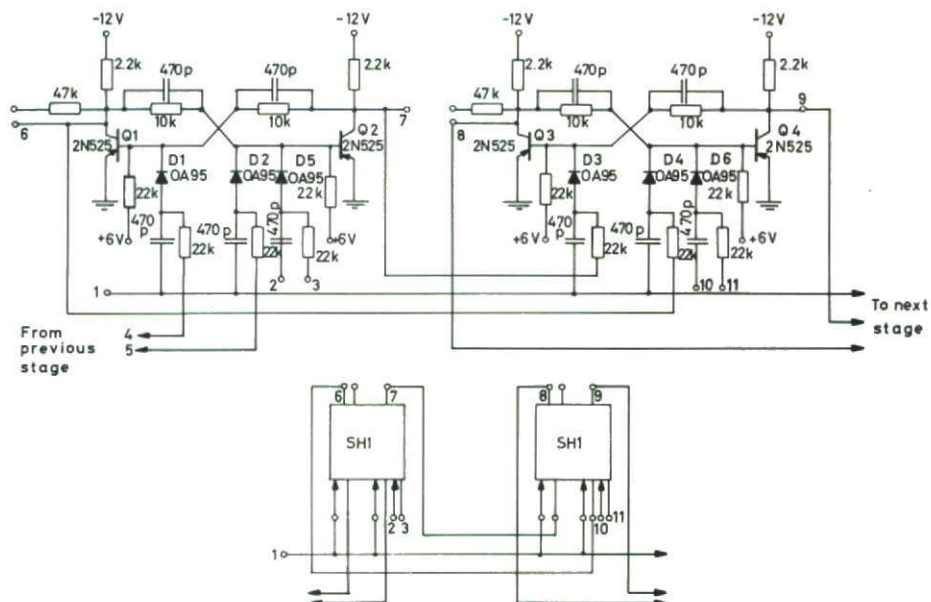 -12V
-12V
-12V
-12V
2.2k
470p
470p
2.2k
2.2k
470p
470p
2.2k
47k
10k
10k
7
47k
10k
10k
9
6
Q1
2N525
Q2
2N525
8
Q3
2N525
Q4
2N525
D1
OA95
D2
OA95
D5
OA95
D3
OA95
D4
OA95
D6
OA95
22k
22k
22k
22k
+6V
470
p
22k
470p
22k
470p
22k
+6V
+6V
470
p
22k
470p
22k
470p
22k
+6V
2
3
10
11
1
4
5
From
previous
stage
To next
stage
6
7
8
9
SH1
SH1
2
3
10
11
1